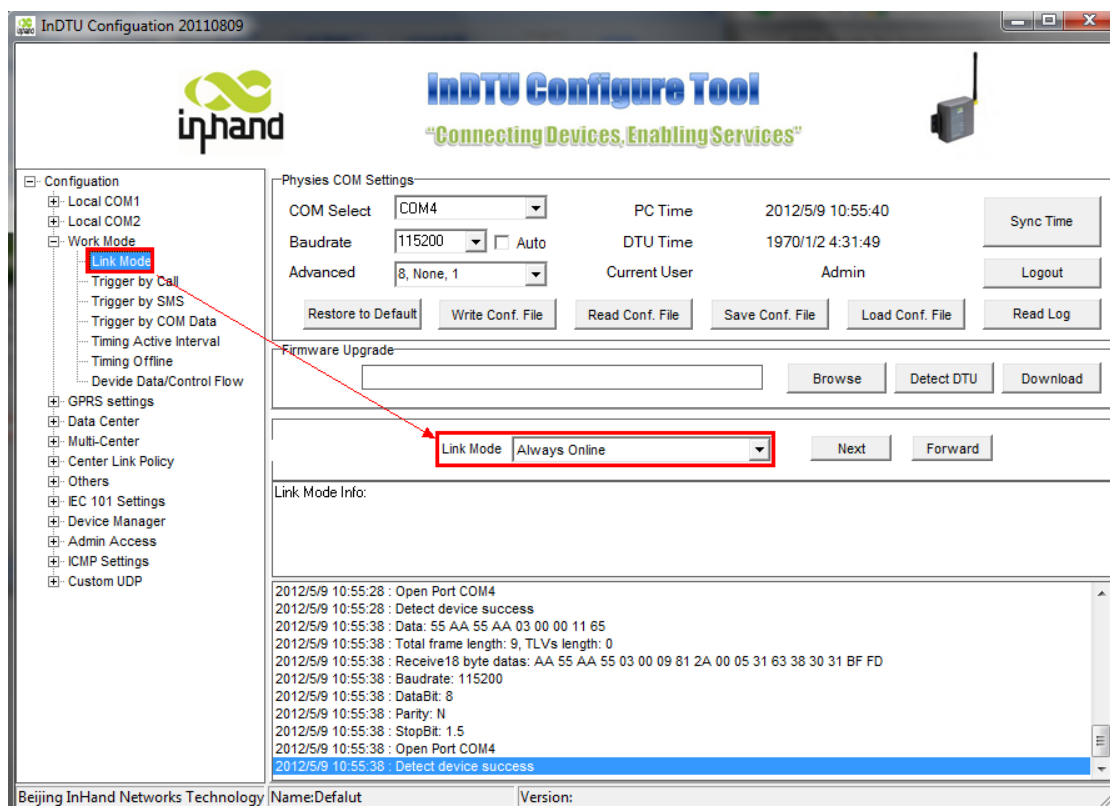 InDTU Configuation 20110809
inhand
InDTU Configure Tool
"Connecting Devices, Enabling Services"
Configuation
Local COM1
Local COM2
Work Mode
Link Mode
Trigger by Call
Trigger by SMS
Trigger by COM Data
Timing Active Interval
Timing Offline
Devide Data/Control Flow
GPRS settings
Data Center
Multi-Center
Center Link Policy
Others
IEC 101 Settings
Device Manager
Admin Access
ICMP Settings
Custom UDP
Physies COM Settings
COM Select COM4 PC Time 2012/5/9 10:55:40 Sync Time
Baudrate 115200 Auto DTU Time 1970/1/2 4:31:49
Advanced 8, None, 1 Current User Admin Logout
Restore to Default Write Conf. File Read Conf. File Save Conf. File Load Conf. File Read Log
Firmware Upgrade
Browse Detect DTU Download
Link Mode Always Online Next Forward
Link Mode Info:
2012/5/9 10:55:28 : Open Port COM4
2012/5/9 10:55:28 : Detect device success
2012/5/9 10:55:38 : Data: 55 AA 55 AA 03 00 00 11 65
2012/5/9 10:55:38 : Total frame length: 9, TLVs length: 0
2012/5/9 10:55:38 : Receive18 byte datas: AA 55 AA 55 03 00 09 81 2A 00 05 31 63 38 30 31 BF FD
2012/5/9 10:55:38 : Baudrate: 115200
2012/5/9 10:55:38 : DataBit: 8
2012/5/9 10:55:38 : Parity: N
2012/5/9 10:55:38 : StopBit: 1.5
2012/5/9 10:55:38 : Open Port COM4
2012/5/9 10:55:38 : Detect device success
Beijing InHand Networks Technology Name:Defalut Version: